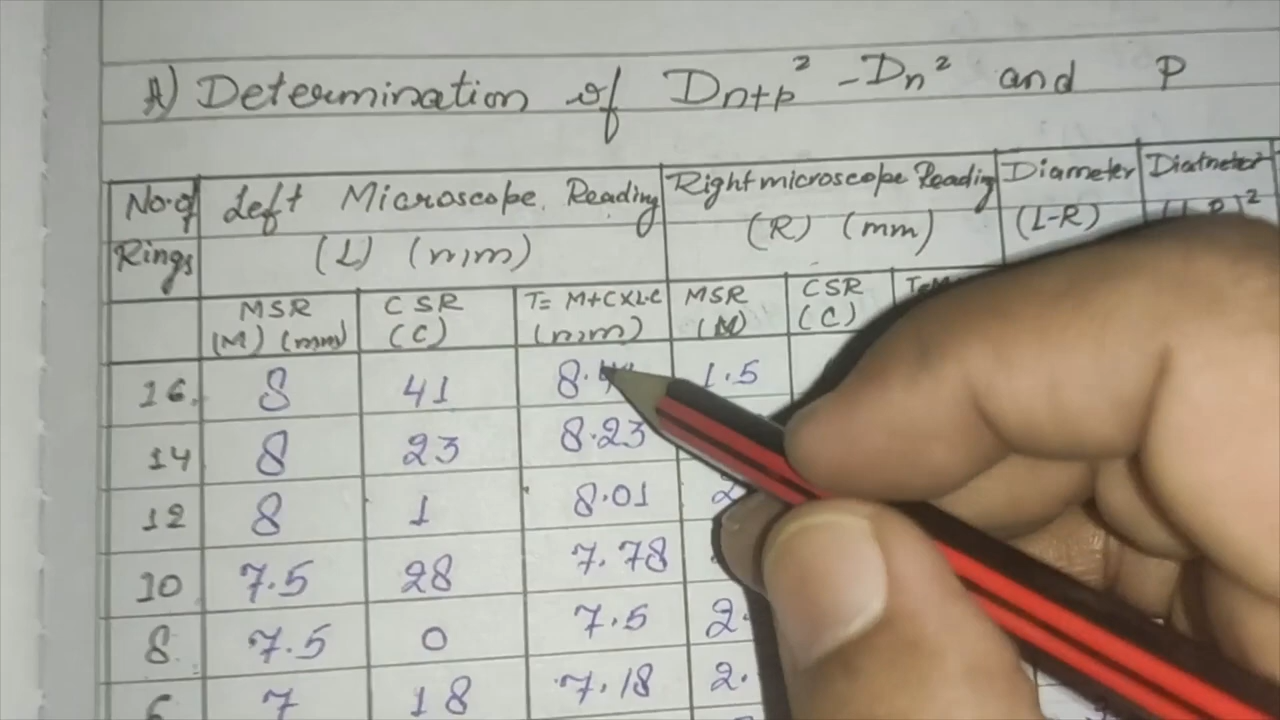 A) Determination of Dn+p² - Dn² and P
No. of Rings Left Microscope Reading (L) (mm) Right microscope Reading (R) (mm) Diameter (L-R) Diameter
MSR (M) (mm) CSR (C) T= M+C×L.C (mm) MSR (M) CSR (C)
16. 8 41 1.5
14 8 23 8.23
12 8 1 8.01
10 7.5 28 7.78
8 7.5 0 7.5
6 7 18 7.18